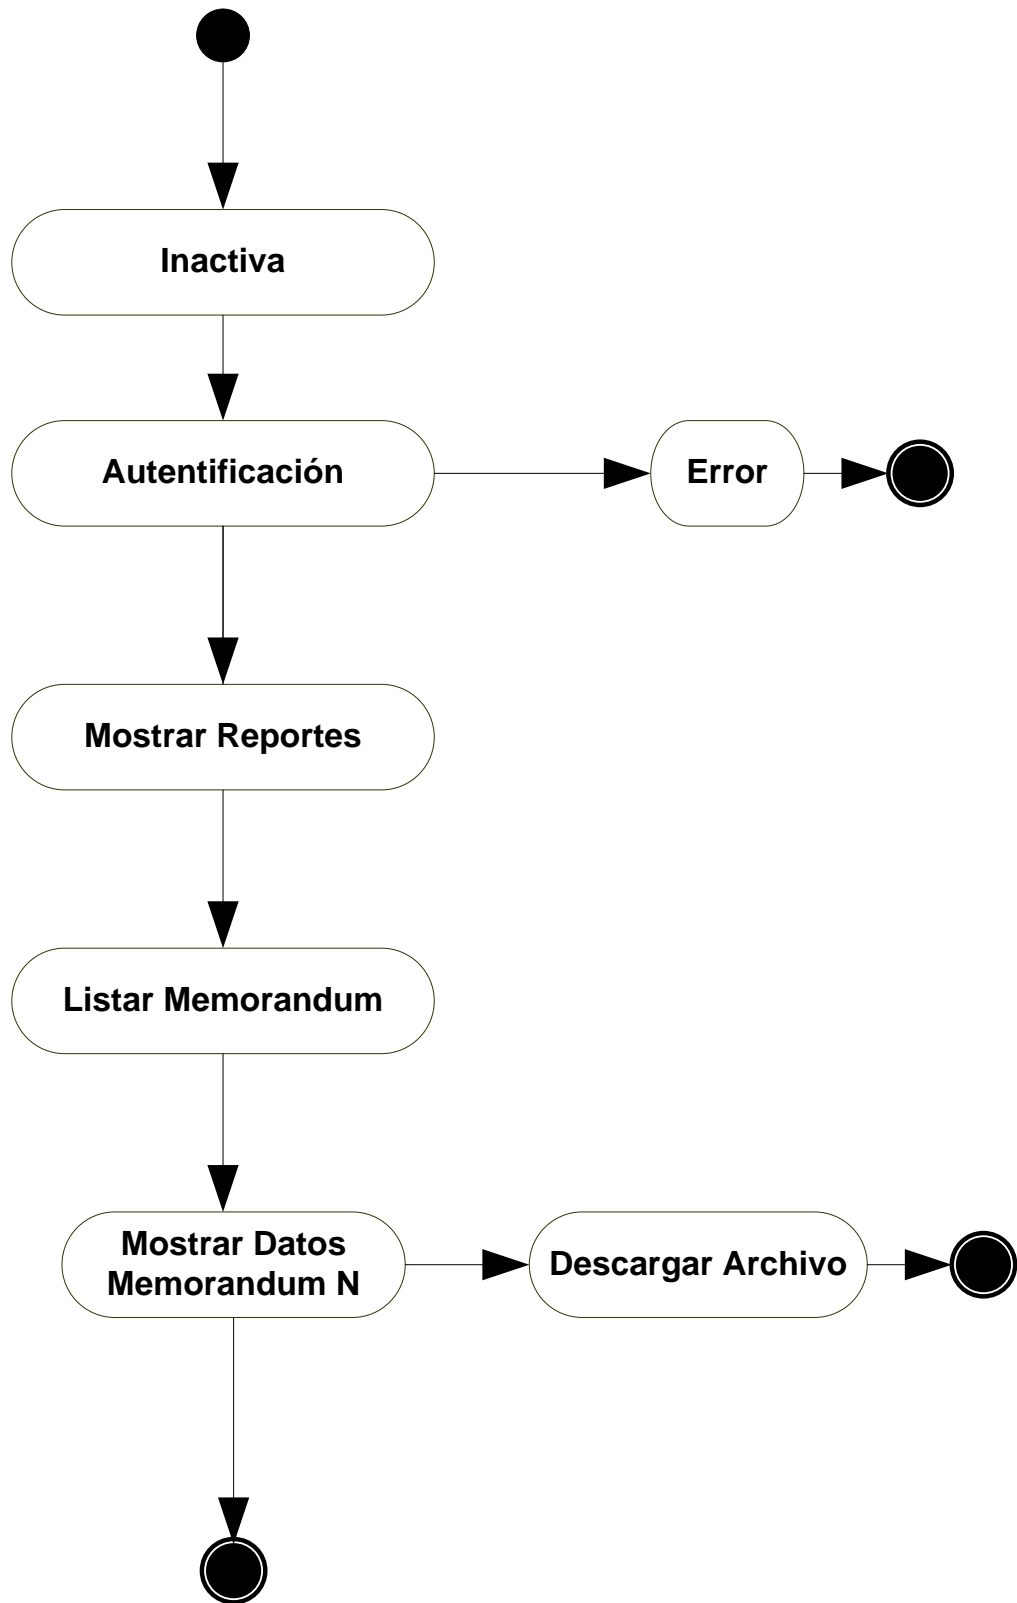 Inactiva
Autentificación
Error
Mostrar Reportes
Listar Memorandum
Mostrar Datos
Memorandum N
Descargar Archivo